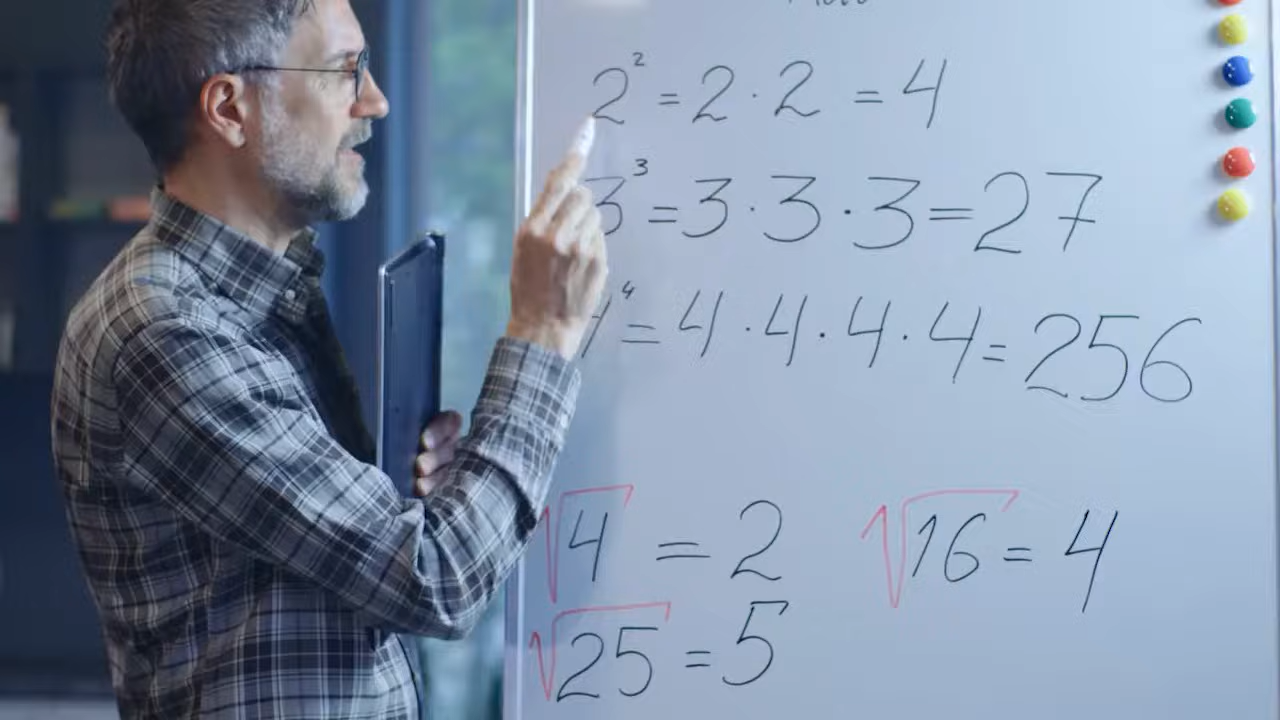 2² = 2 · 2 = 4
3³ = 3 · 3 · 3 = 27
4⁴ = 4 · 4 · 4 · 4 = 256
√4 = 2 √16 = 4
√25 = 5